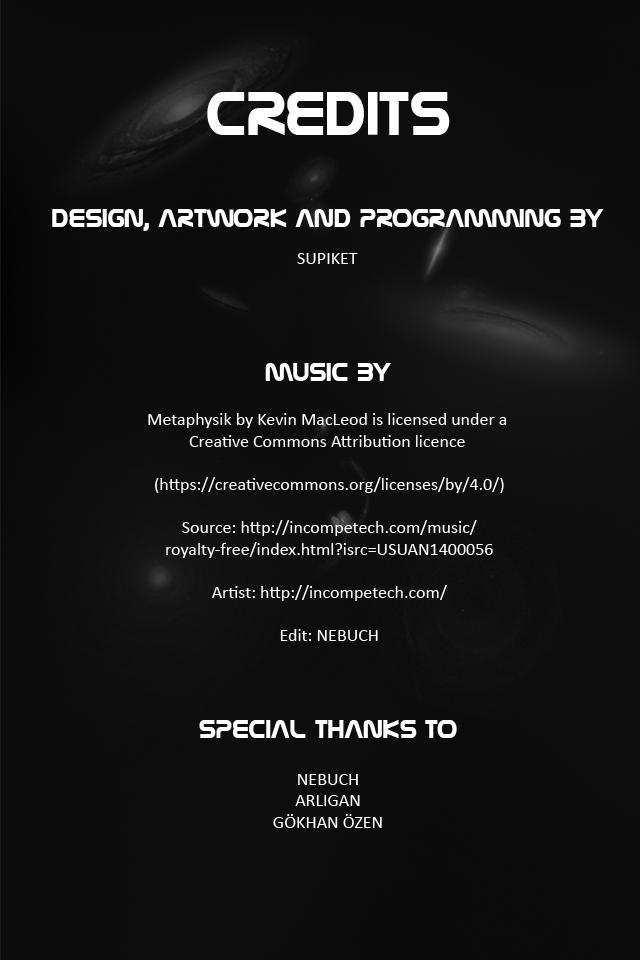 CREDITS
DESIGN, ARTWORK AND PROGRAMMING BY
SUPIKET
MUSIC BY
Metaphysik by Kevin MacLeod is licensed under a
Creative Commons Attribution licence
(https://creativecommons.org/licenses/by/4.0/)
Source: http://incompetech.com/music/
royalty-free/index.html?isrc=USUAN1400056
Artist: http://incompetech.com/
Edit: NEBUCH
SPECIAL THANKS TO
NEBUCH
ARLIGAN
GÖKHAN ÖZEN